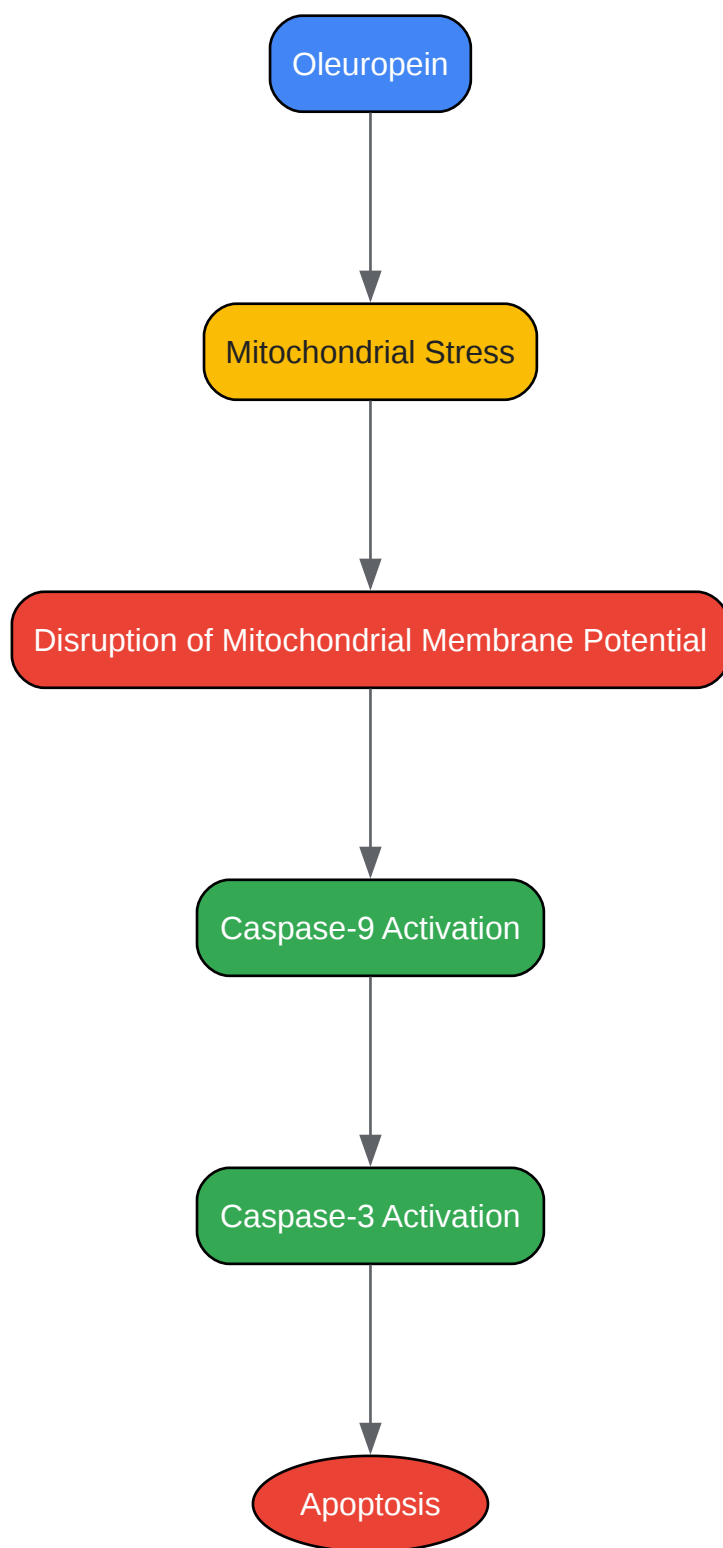 Oleuropein
Mitochondrial Stress
Disruption of Mitochondrial Membrane Potential
Caspase-9 Activation
Caspase-3 Activation
Apoptosis